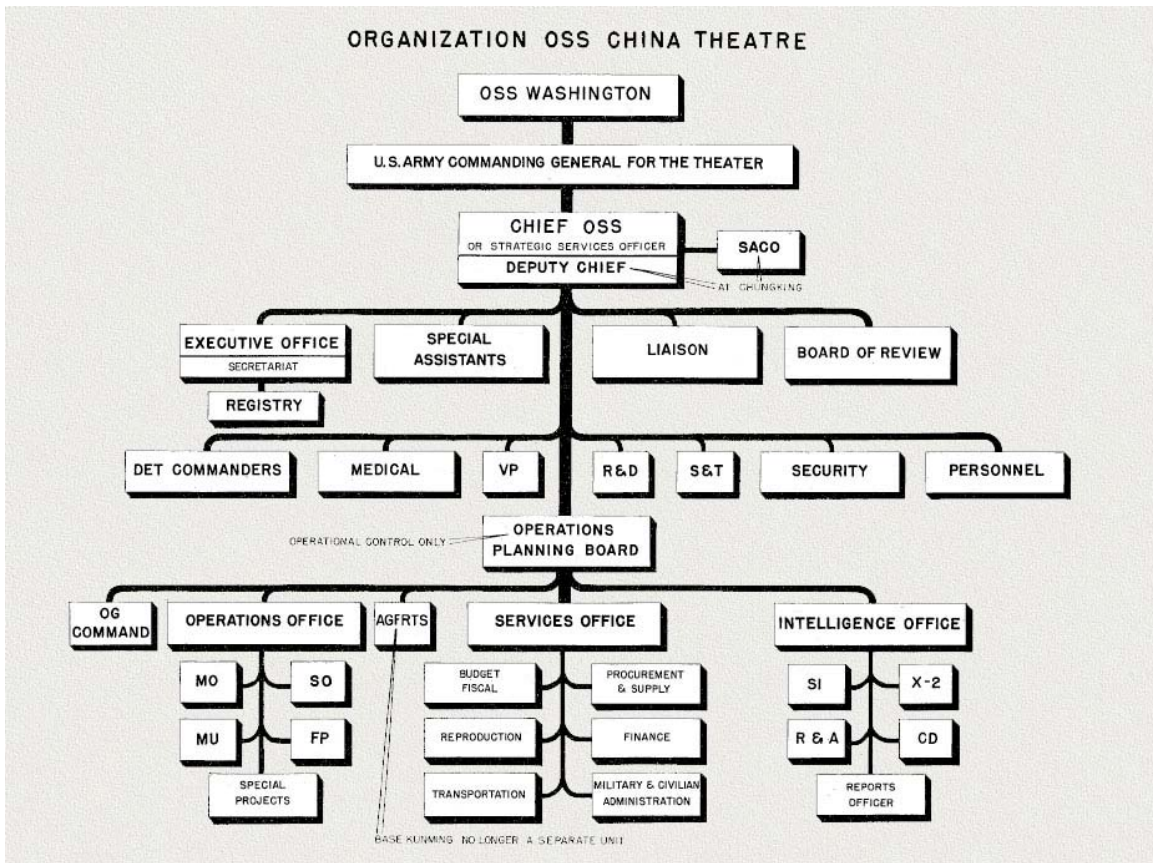 ORGANIZATION OSS CHINA THEATRE
OSS WASHINGTON
U.S. ARMY COMMANDING GENERAL FOR THE THEATER
CHIEF OSS
OR STRATEGIC SERVICES OFFICER
DEPUTY CHIEF
SACO
AT CHUNGKING
EXECUTIVE OFFICE
SECRETARIAT
REGISTRY
SPECIAL
ASSISTANTS
LIAISON
BOARD OF REVIEW
DET COMMANDERS
MEDICAL
VP
R&D
S&T
SECURITY
PERSONNEL
OPERATIONS
PLANNING BOARD
OPERATIONAL CONTROL ONLY
OG
COMMAND
OPERATIONS OFFICE
AGFRTS
SERVICES OFFICE
INTELLIGENCE OFFICE
MO
SO
MU
FP
SPECIAL
PROJECTS
BUDGET
FISCAL
PROCUREMENT
& SUPPLY
REPRODUCTION
FINANCE
TRANSPORTATION
MILITARY & CIVILIAN
ADMINISTRATION
SI
X-2
R & A
CD
REPORTS
OFFICER
BASE KUNMING NO LONGER A SEPARATE UNIT